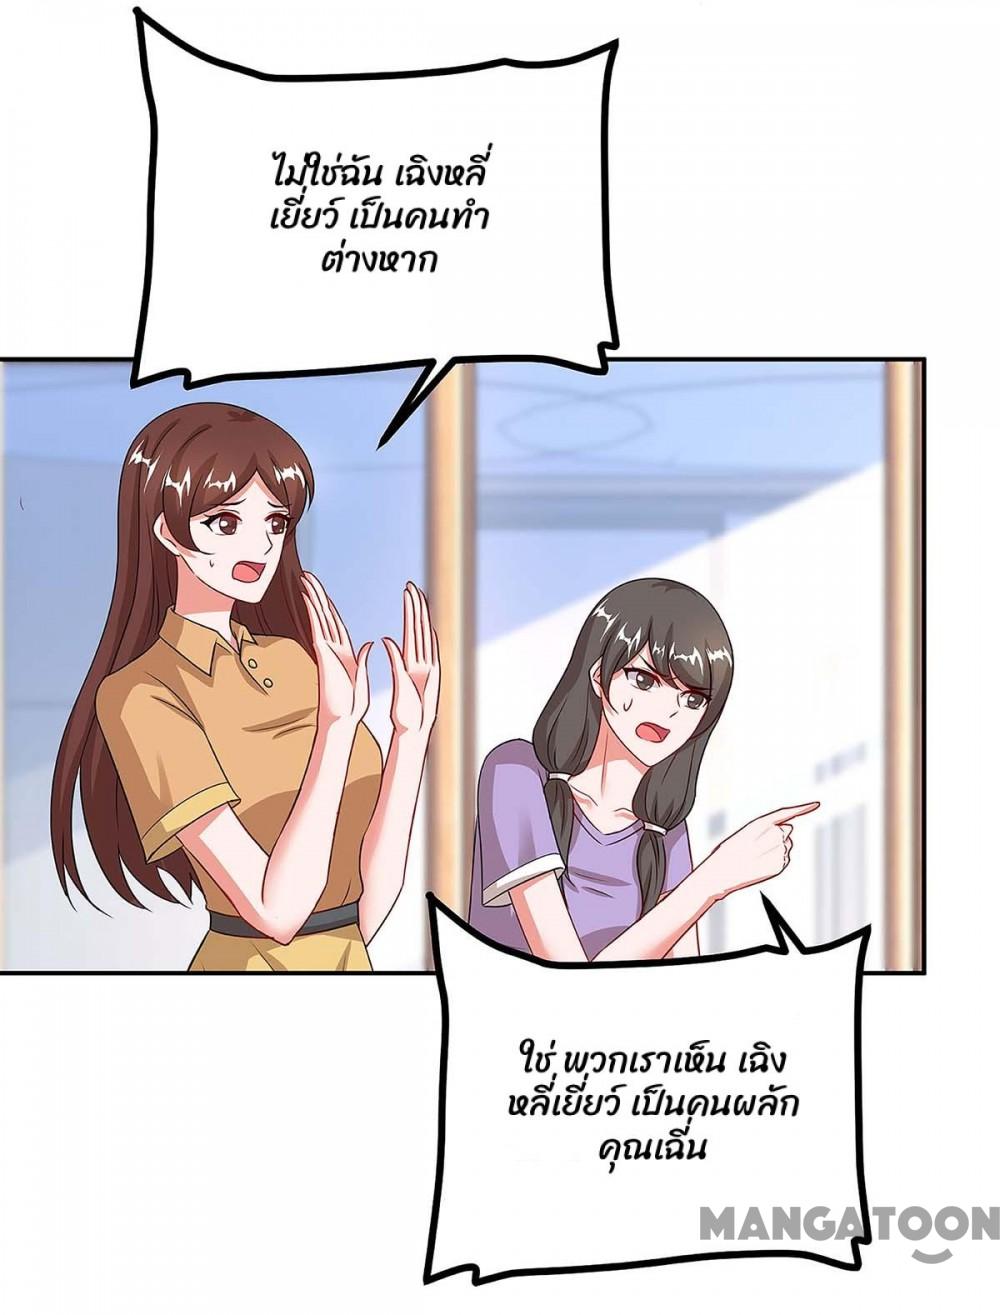 ไม่ใช่ฉัน เฉิงหลี่
เยี่ยว์ เป็นคนทำ
ต่างหาก
ใช่ พวกเราเห็น เฉิง
หลี่เยี่ยว์ เป็นคนผลัก
คุณเฉิ่น
MANGATOON